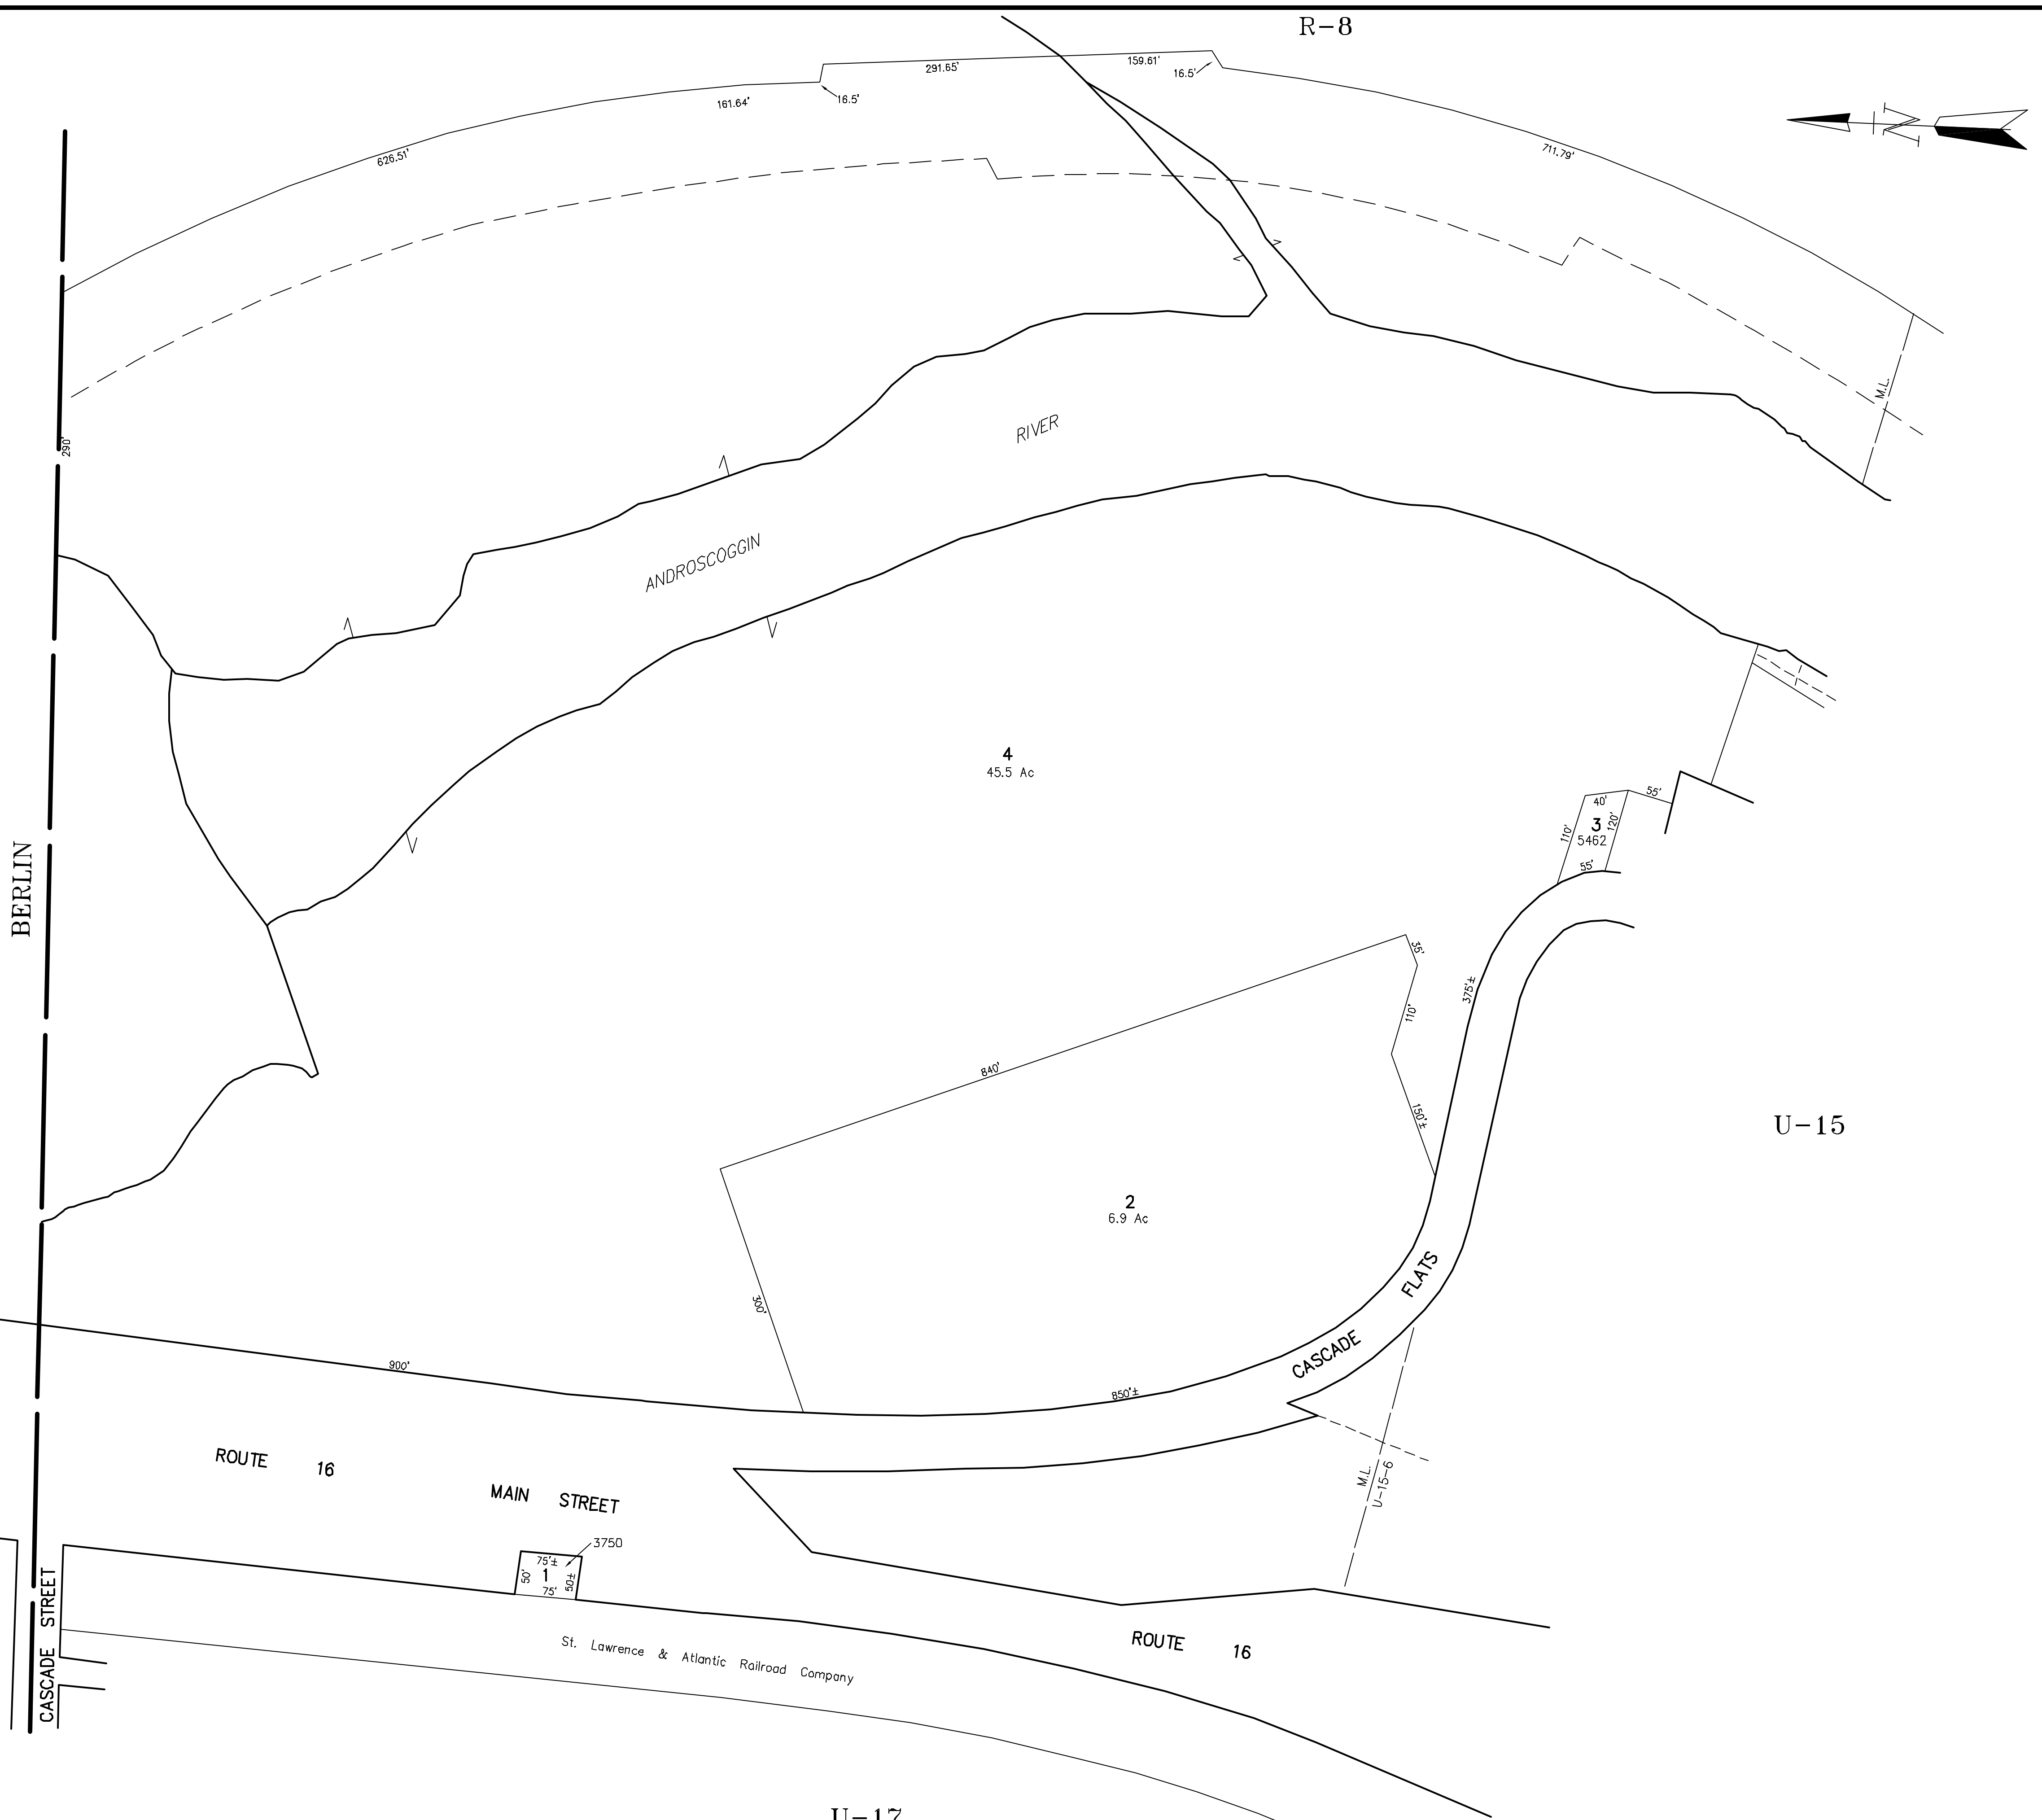 R-8
291.65'
159.61'
16.5'
161.64'
16.5'
626.51'
711.79'
N
M.L.
290'
RIVER
ANDROSCOGGIN
BERLIN
4
45.5 Ac
55'
40'
110'
3
120'
5462
55'
35'
375'±
110'
840'
150'±
U-15
2
6.9 Ac
300'
FLATS
CASCADE
900'
850'±
ROUTE 16
MAIN STREET
M.L.
U-15-6
3750
75'±
50'
1
50±
75'
CASCADE STREET
ROUTE 16
St. Lawrence & Atlantic Railroad Company
U-17